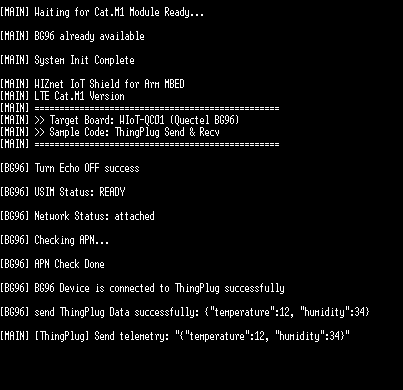 [MAIN] Waiting for Cat.M1 Module Ready...
[MAIN] BG96 already available
[MAIN] System Init Complete
[MAIN] WIZnet IoT Shield for Arm MBED
[MAIN] LTE Cat.M1 Version
[MAIN] =================================================
[MAIN] >> Target Board: WIoT-QC01 (Quectel BG96)
[MAIN] >> Sample Code: ThingPlug Send & Recv
[MAIN] =================================================
[BG96] Turn Echo OFF success
[BG96] USIM Status: READY
[BG96] Network Status: attached
[BG96] Checking APN...
[BG96] APN Check Done
[BG96] BG96 Device is connected to ThingPlug successfully
[BG96] send ThingPlug Data successfully: {"temperature":12, "humidity":34}
[MAIN] [ThingPlug] Send telemetry: "{"temperature":12, "humidity":34}"